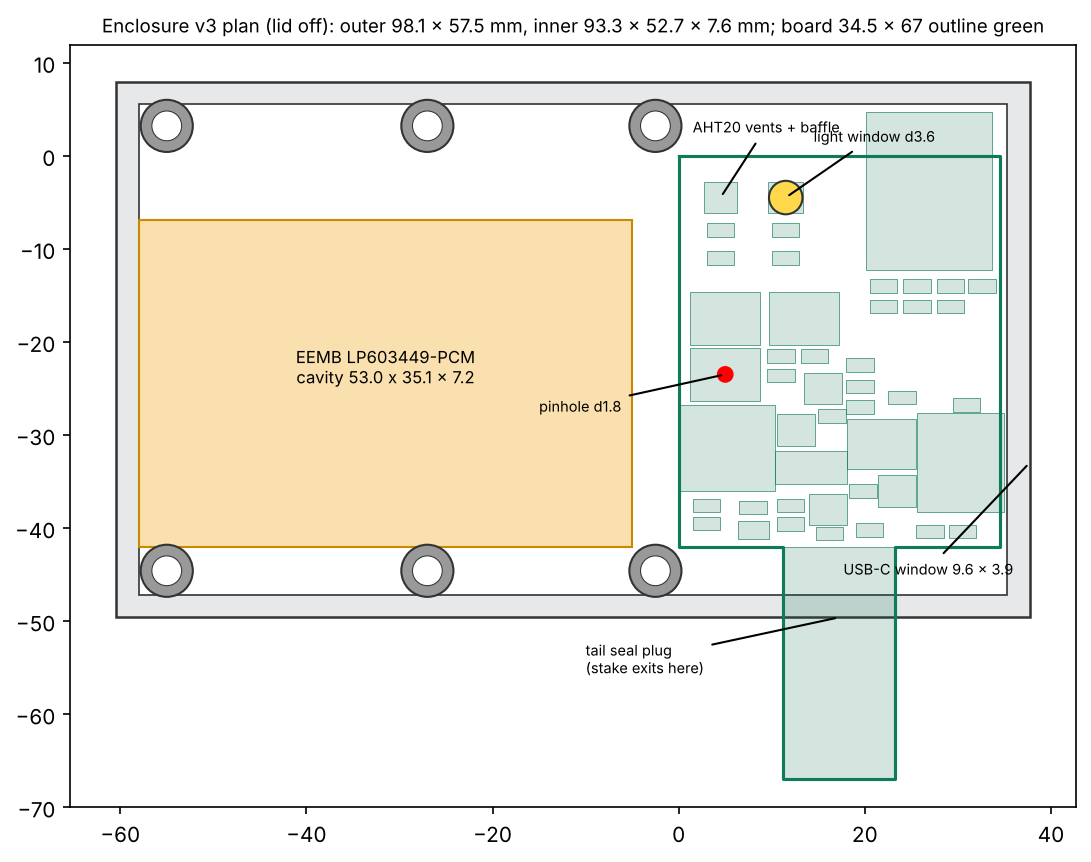 Enclosure v3 plan (lid off): outer 98.1 × 57.5 mm, inner 93.3 × 52.7 × 7.6 mm; board 34.5 × 67 outline green
10
0
−10
−20
−30
−40
−50
−60
−70
AHT20 vents + baffle
light window d3.6
EEMB LP603449-PCM
cavity 53.0 x 35.1 × 7.2
pinhole d1.8
USB-C window 9.6 × 3.9
tail seal plug
(stake exits here)
−60
−40
−20
0
20
40